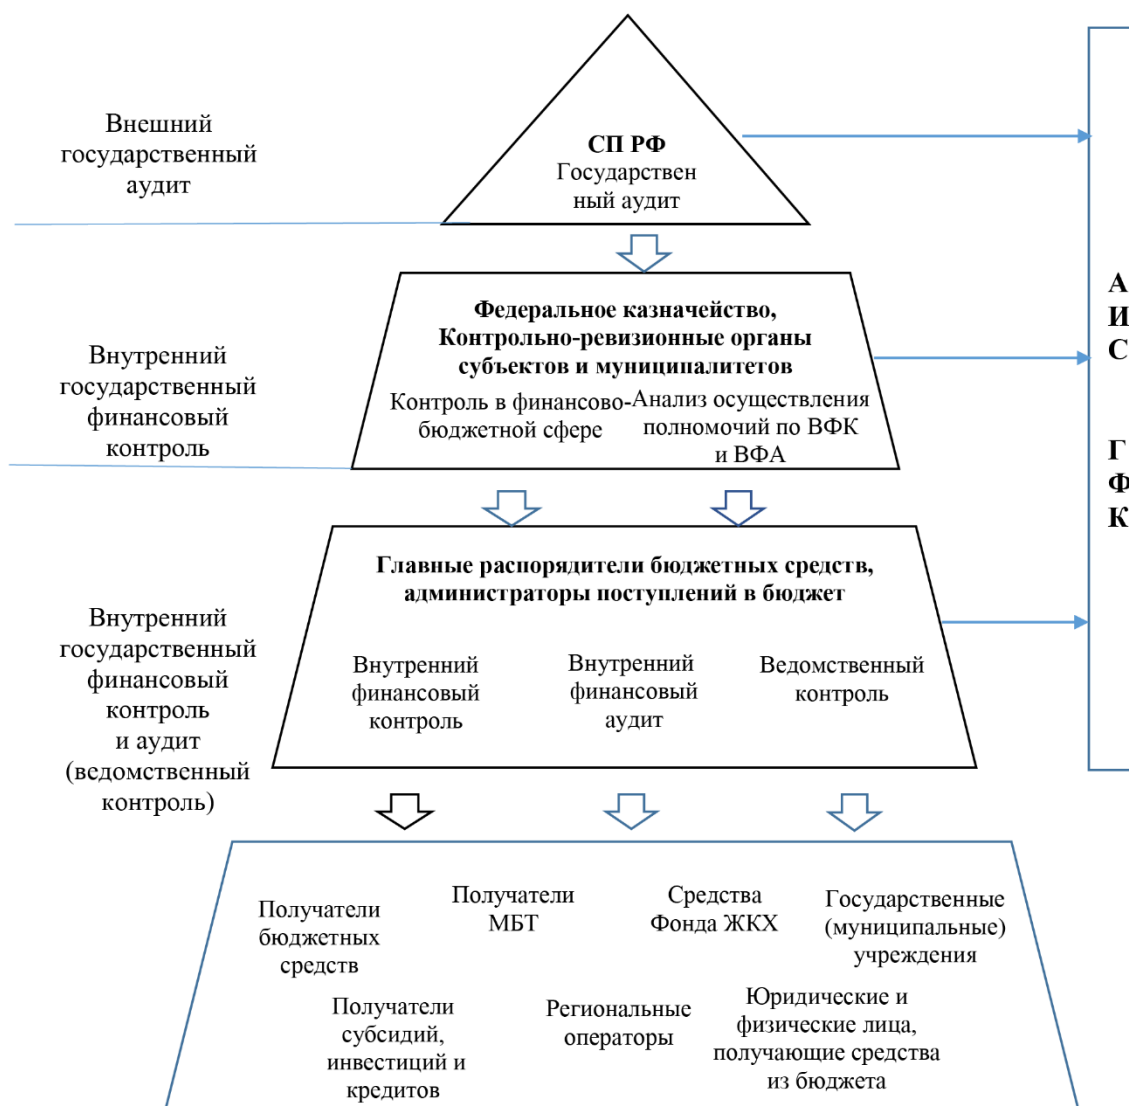 Внешний
государственный
аудит
СП РФ
Государствен
ный аудит
Внутренний
государственный
финансовый
контроль
Федеральное казначейство,
Контрольно-ревизионные органы
субъектов и муниципалитетов
Контроль в финансово-
бюджетной сфере
Анализ осуществления
полномочий по ВФК
и ВФА
Внутренний
государственный
финансовый
контроль
и аудит
(ведомственный
контроль)
Главные распорядители бюджетных средств,
администраторы поступлений в бюджет
Внутренний
финансовый
контроль
Внутренний
финансовый
аудит
Ведомственный
контроль
Получатели
бюджетных
средств
Получатели
МБТ
Средства
Фонда ЖКХ
Государственные
(муниципальные)
учреждения
Получатели
субсидий,
инвестиций и
кредитов
Региональные
операторы
Юридические и
физические лица,
получающие средства
из бюджета
А
И
С
Г
Ф
К